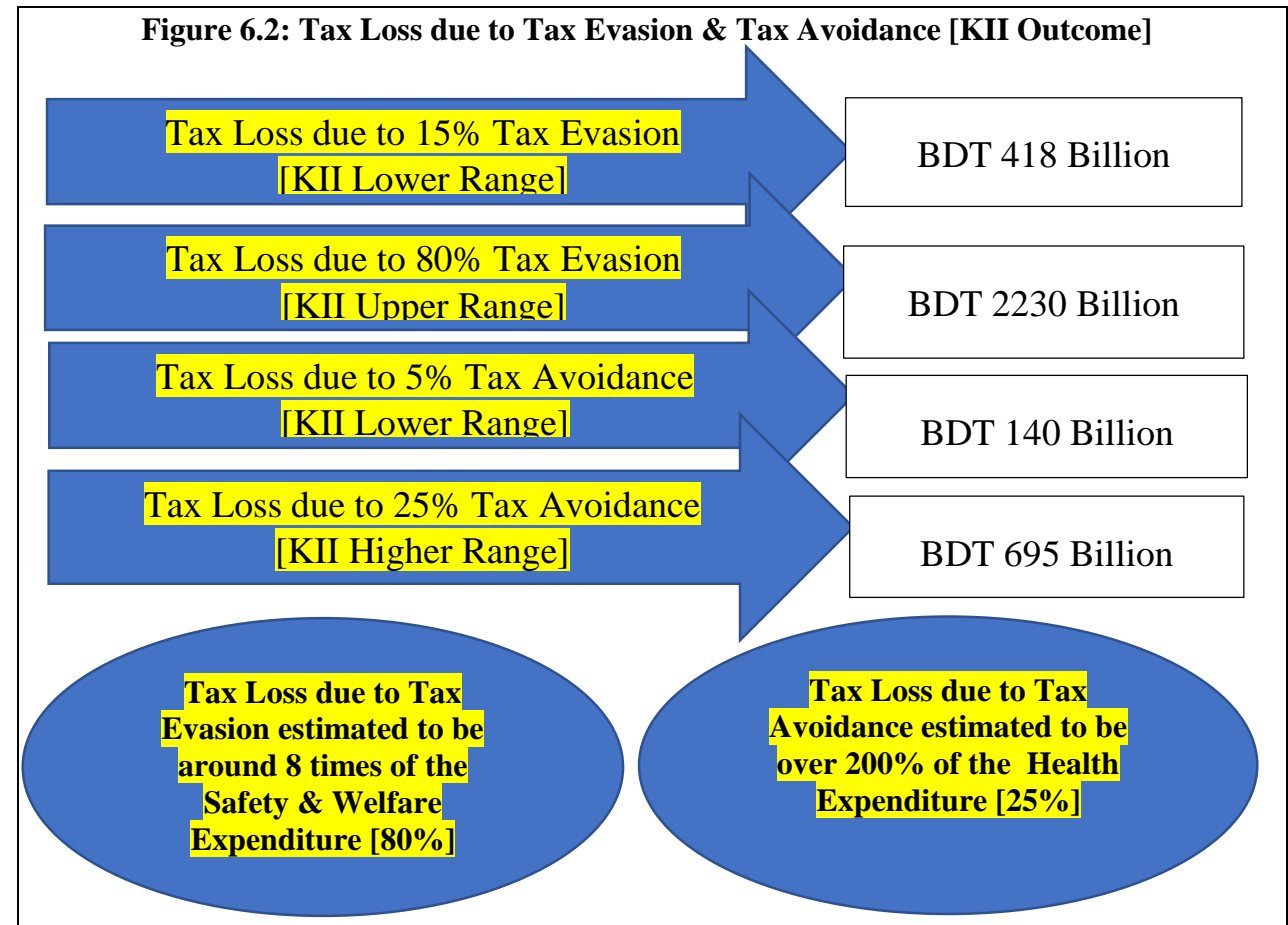 Figure 6.2: Tax Loss due to Tax Evasion & Tax Avoidance [KII Outcome]
Tax Loss due to 15% Tax Evasion
[KII Lower Range]
BDT 418 Billion
Tax Loss due to 80% Tax Evasion
[KII Upper Range]
BDT 2230 Billion
Tax Loss due to 5% Tax Avoidance
[KII Lower Range]
BDT 140 Billion
Tax Loss due to 25% Tax Avoidance
[KII Higher Range]
BDT 695 Billion
Tax Loss due to Tax
Evasion estimated to be
around 8 times of the
Safety & Welfare
Expenditure [80%]
Tax Loss due to Tax
Avoidance estimated to be
over 200% of the Health
Expenditure [25%]